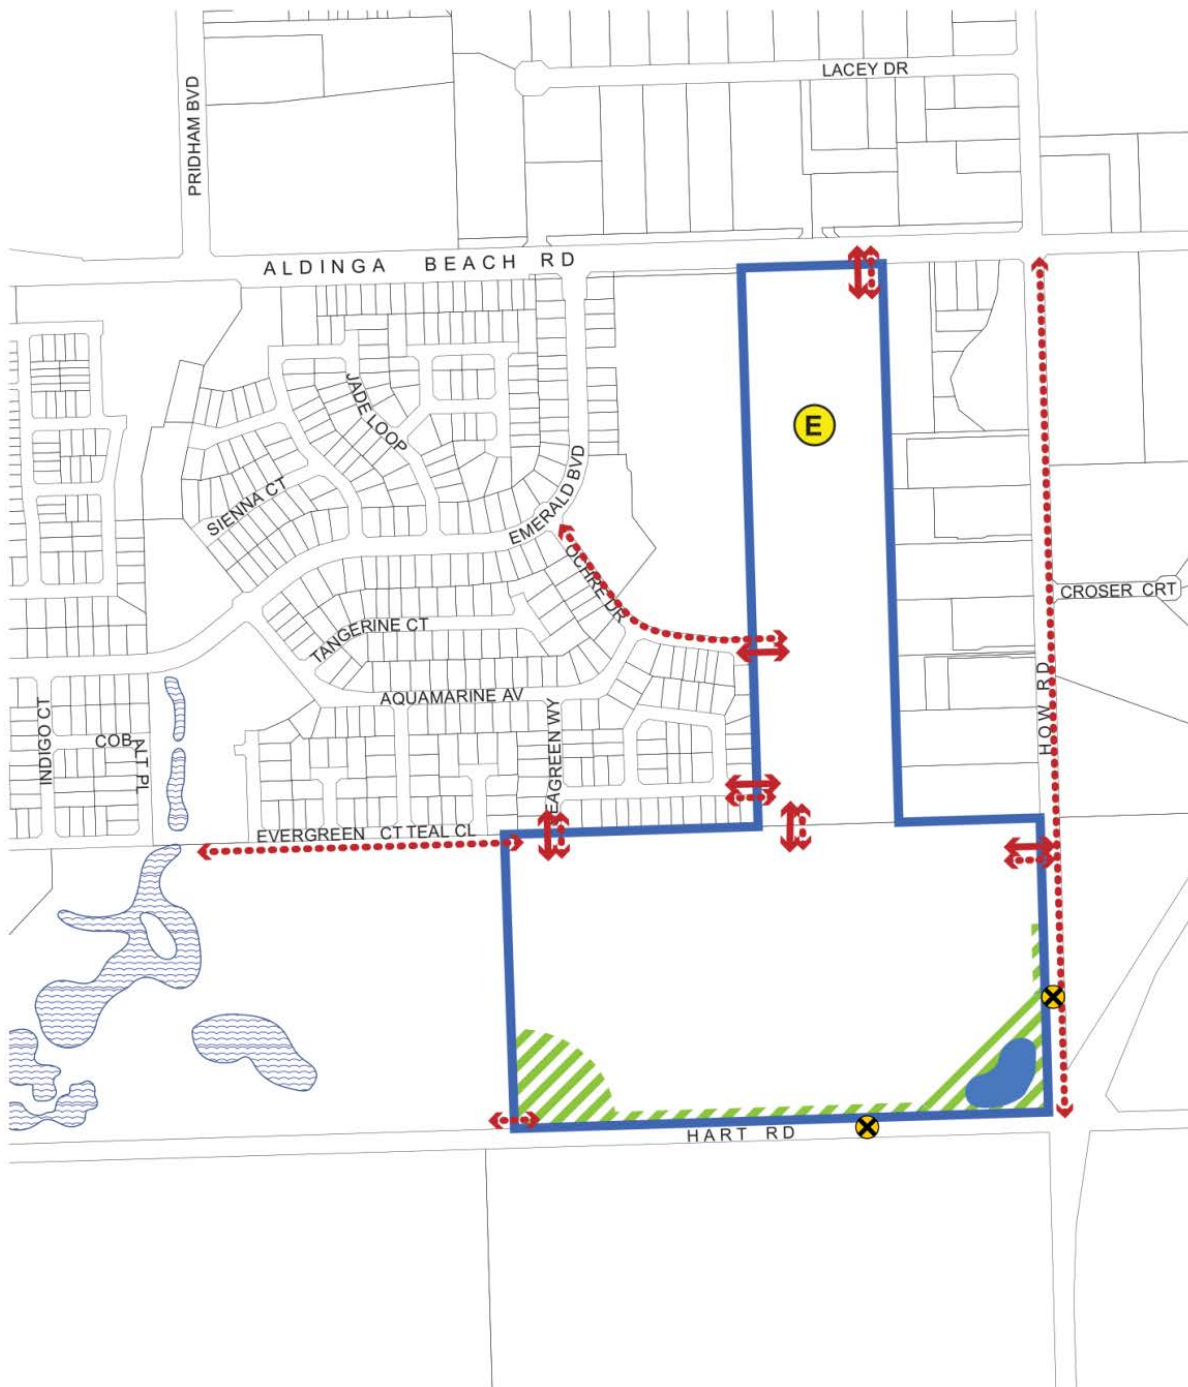 LACEY DR
PRIDHAM BVD
ALDINGA BEACH RD
JADE LOOP
E
SIENNA CT
EMERALD BVD
OCHRE DR
CROSER CRT
TANGERINE CT
HOW RD
AQUAMARINE AV
INDIGO CT
COBALT PL
EAGREEN WY
EVERGREEN CT TEAL CL
HART RD